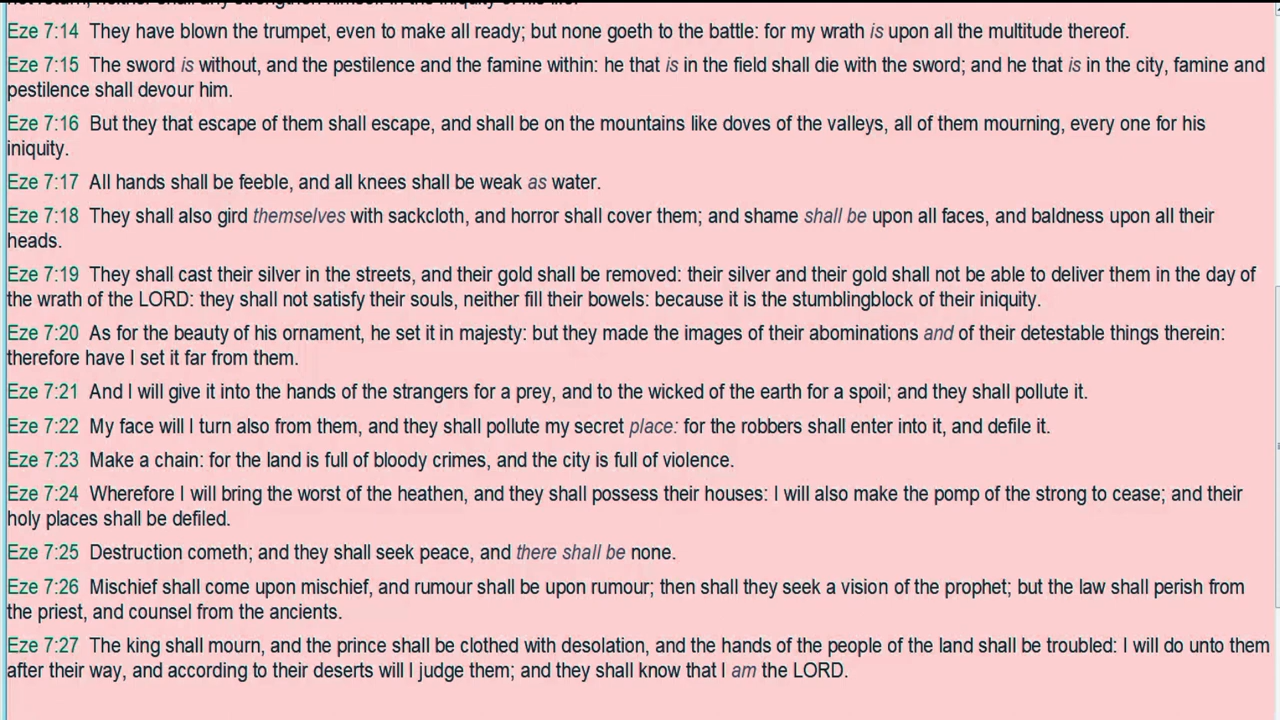 not return, neither shall any strengthen himself in the iniquity of his life.
Eze 7:14 They have blown the trumpet, even to make all ready; but none goeth to the battle: for my wrath is upon all the multitude thereof.
Eze 7:15 The sword is without, and the pestilence and the famine within: he that is in the field shall die with the sword; and he that is in the city, famine and
pestilence shall devour him.
Eze 7:16 But they that escape of them shall escape, and shall be on the mountains like doves of the valleys, all of them mourning, every one for his
iniquity.
Eze 7:17 All hands shall be feeble, and all knees shall be weak as water.
Eze 7:18 They shall also gird themselves with sackcloth, and horror shall cover them; and shame shall be upon all faces, and baldness upon all their
heads.
Eze 7:19 They shall cast their silver in the streets, and their gold shall be removed: their silver and their gold shall not be able to deliver them in the day of
the wrath of the LORD: they shall not satisfy their souls, neither fill their bowels: because it is the stumblingblock of their iniquity.
Eze 7:20 As for the beauty of his ornament, he set it in majesty: but they made the images of their abominations and of their detestable things therein:
therefore have I set it far from them.
Eze 7:21 And I will give it into the hands of the strangers for a prey, and to the wicked of the earth for a spoil; and they shall pollute it.
Eze 7:22 My face will I turn also from them, and they shall pollute my secret place: for the robbers shall enter into it, and defile it.
Eze 7:23 Make a chain: for the land is full of bloody crimes, and the city is full of violence.
Eze 7:24 Wherefore I will bring the worst of the heathen, and they shall possess their houses: I will also make the pomp of the strong to cease; and their
holy places shall be defiled.
Eze 7:25 Destruction cometh; and they shall seek peace, and there shall be none.
Eze 7:26 Mischief shall come upon mischief, and rumour shall be upon rumour; then shall they seek a vision of the prophet; but the law shall perish from
the priest, and counsel from the ancients.
Eze 7:27 The king shall mourn, and the prince shall be clothed with desolation, and the hands of the people of the land shall be troubled: I will do unto them
after their way, and according to their deserts will I judge them; and they shall know that I am the LORD.